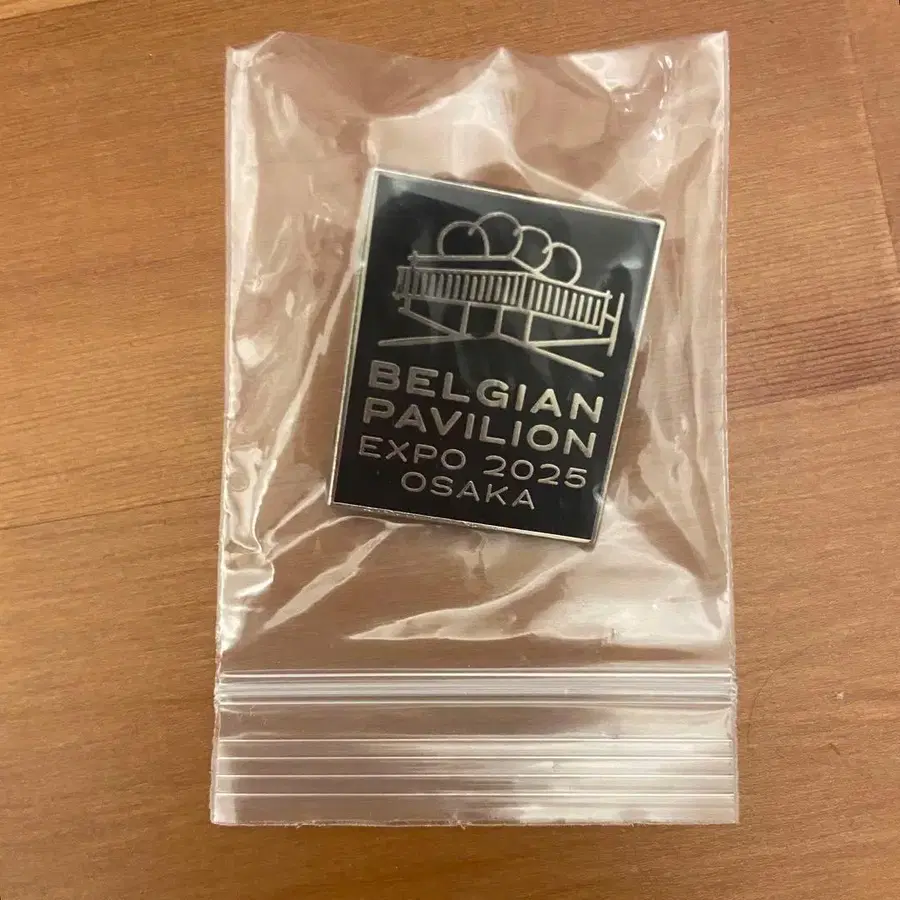 BELGIAN
PAVILION
EXPO 2025
OSAKA